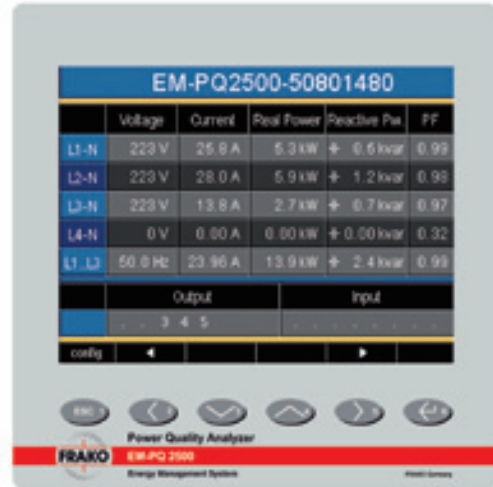 EM-PQ2500-50801480
Voltage Current Real Power Reactive Pw. PF
L1-N 223 V 25.8 A 5.3 kW + 0.6 kvar 0.99
L2-N 223 V 28.0 A 5.9 kW + 1.2 kvar 0.98
L3-N 223 V 13.8 A 2.7 kW + 0.7 kvar 0.97
L4-N 0 V 0.00 A 0.00 kW + 0.00 kvar 0.32
L1..L3 50.0 Hz 23.96 A 13.9 kW + 2.4 kvar 0.99
Output Input
. . 3 4 5 . . . . . . . .
config
ESC
Power Quality Analyzer
FRAKO EM-PQ 2500
Energy Management System FRAKO Germany